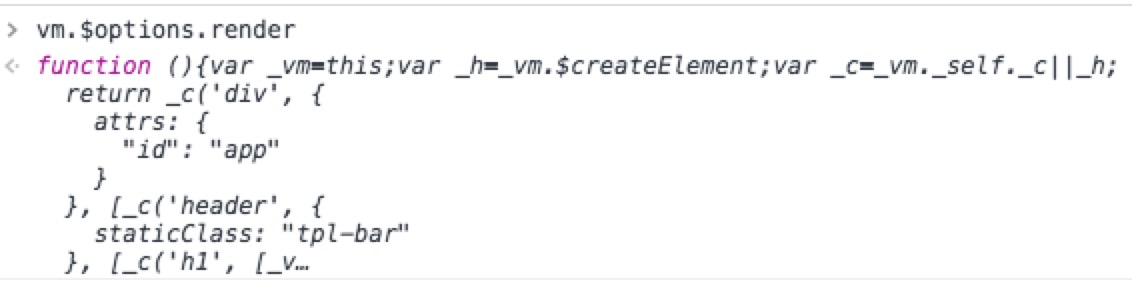 > vm.$options.render
<· function (){var _vm=this;var _h=_vm.$createElement;var _c=_vm._self._c||_h;
return _c('div', {
attrs: {
"id": "app"
}
}, [_c('header', {
staticClass: "tpl-bar"
}, [_c('h1', [_v…